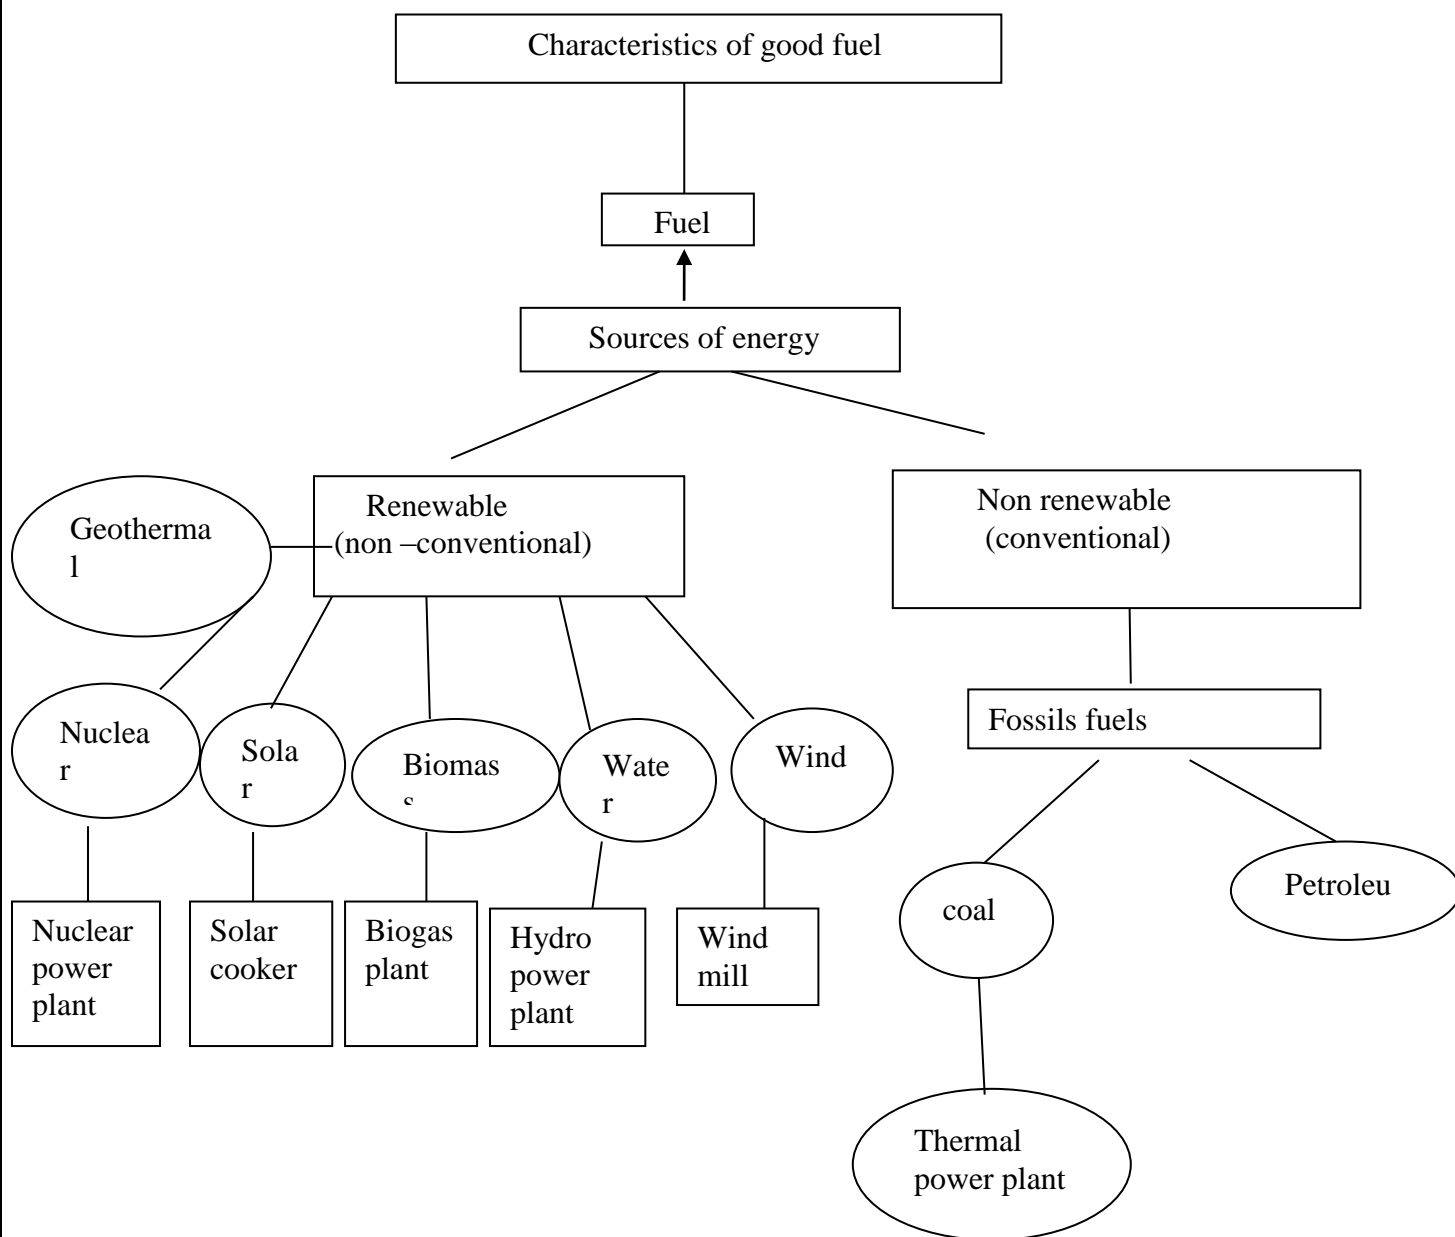 Characteristics of good fuel
Fuel
Sources of energy
Renewable
(non –conventional)
Non renewable
(conventional)
Geotherma
l
Fossils fuels
Nuclea
r
Sola
r
Biomas
s
Wate
r
Wind
coal
Petroleu
Nuclear
power
plant
Solar
cooker
Biogas
plant
Hydro
power
plant
Wind
mill
Thermal
power plant